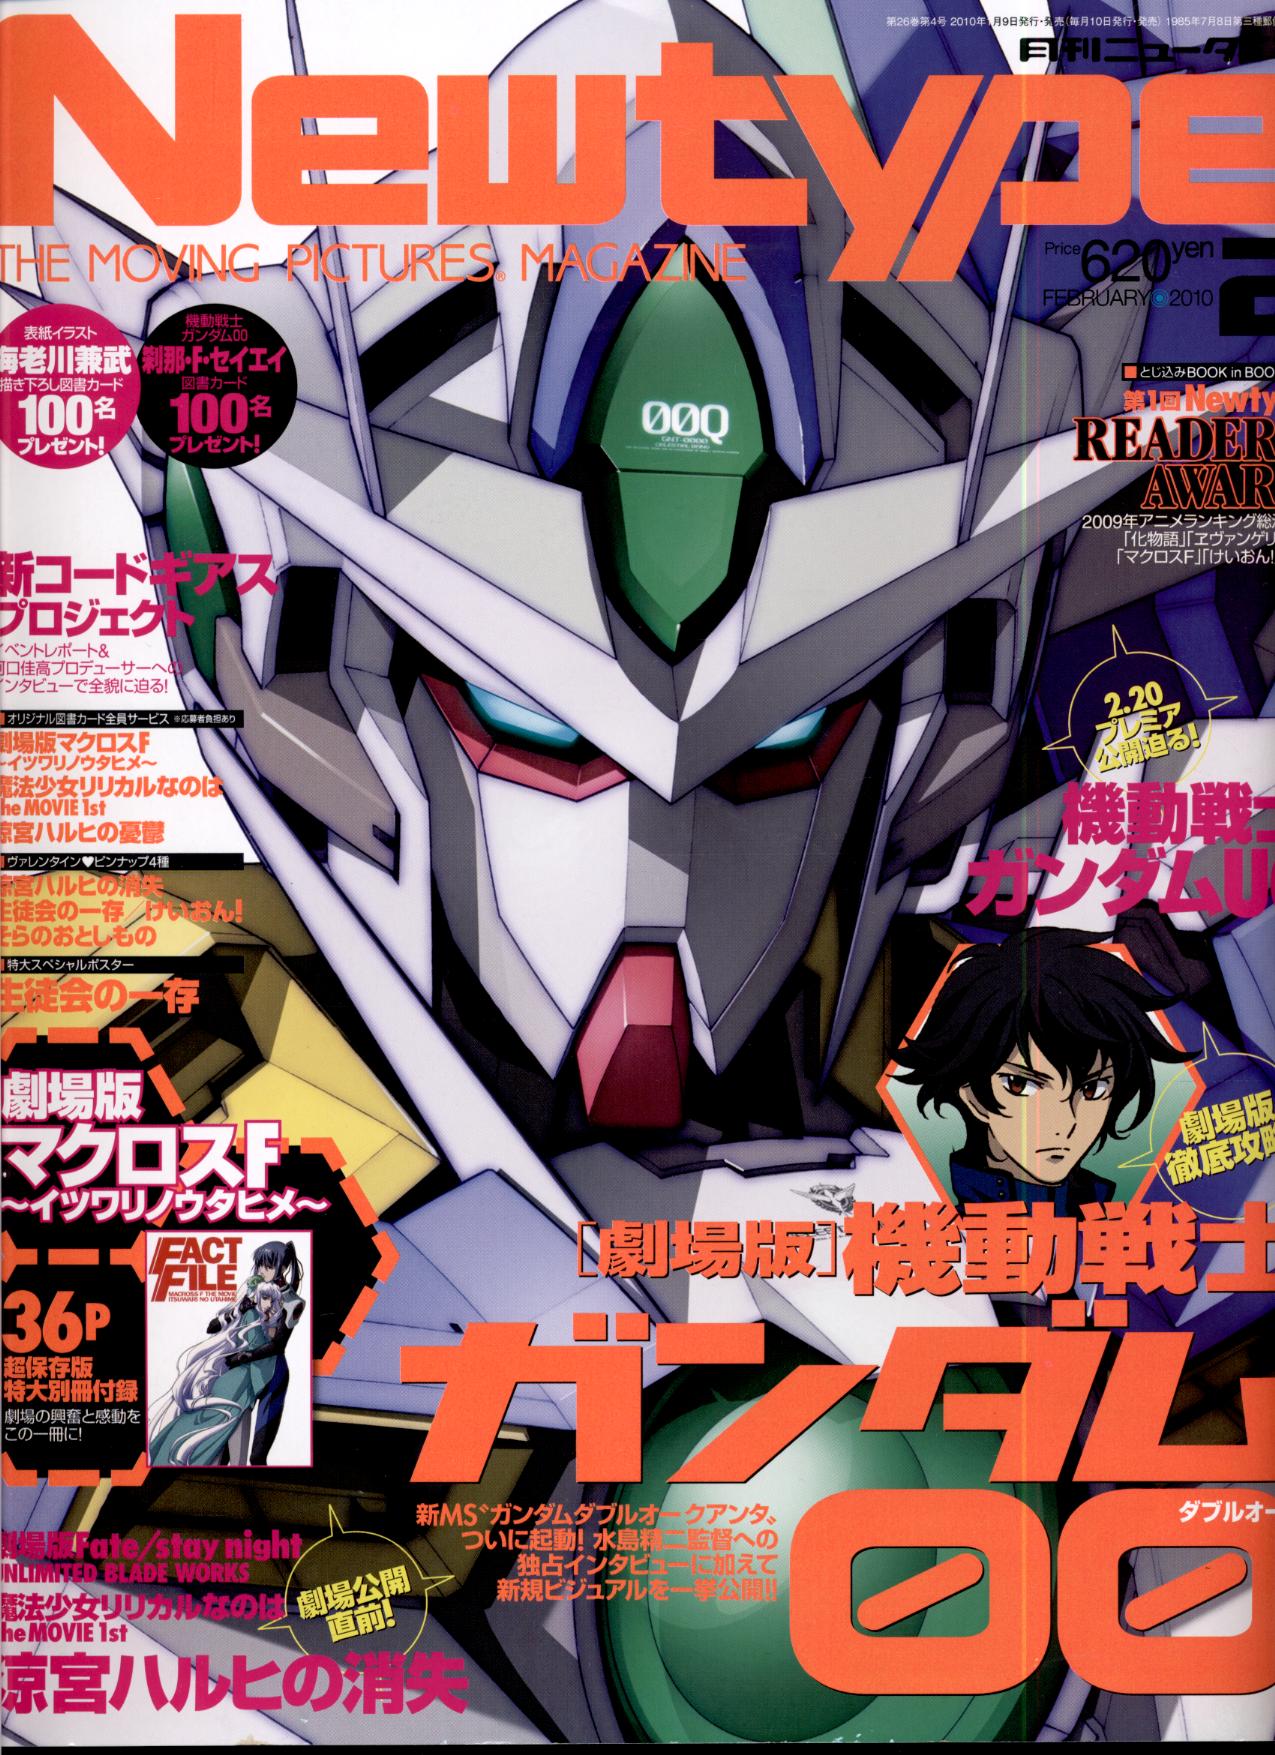 第26巻第4号 2010年1月9日発行・発売(毎月10日発行・発売) 1985年7月8日第三種郵
月刊ニュータ
Newtype
THE MOVING PICTURES® MAGAZINE
Price 620 yen
FEBRUARY 2010
2
表紙イラスト
海老川兼武
描き下ろし図書カード
100名
プレゼント!
機動戦士
ガンダム00
刹那・F・セイエイ
図書カード
100名
プレゼント!
00Q
GNT-0000
CELESTIAL BEING
■とじ込みBOOK in BOO
第1回Newty
READER
AWAR
2009年アニメランキング総
「化物語」「ヱヴァンゲリ
「マクロスF」「けいおん!
新コードギアス
プロジェクト
イベントレポート&
河口佳高プロデューサーへの
インタビューで全貌に迫る!
■オリジナル図書カード全員サービス ※応募者負担あり
劇場版マクロスF
~イツワリノウタヒメ~
魔法少女リリカルなのは
the MOVIE 1st
涼宮ハルヒの憂鬱
■ヴァレンタイン♥ピンナップ4種
涼宮ハルヒの消失
生徒会の一存 けいおん!
そらのおとしもの
■特大スペシャルポスター
生徒会の一存
2.20
プレミア
公開迫る!
機動戦士
ガンダムU
劇場版
マクロスF
~イツワリノウタヒメ~
FACT
FILE
MACROSS F THE MOVIE
ITSUWARI NO UTAHIME
36P
超保存版
特大別冊付録
劇場の興奮と感動を
この一冊に!
劇場版
徹底攻略
[劇場版]機動戦士
ガンダム
00
ダブルオー
新MS〝ガンダムダブルオークアンタ〟
ついに起動! 水島精二監督への
独占インタビューに加えて
新規ビジュアルを一挙公開!!
劇場版Fate/stay night
UNLIMITED BLADE WORKS
魔法少女リリカルなのは
the MOVIE 1st
劇場公開
直前!
涼宮ハルヒの消失